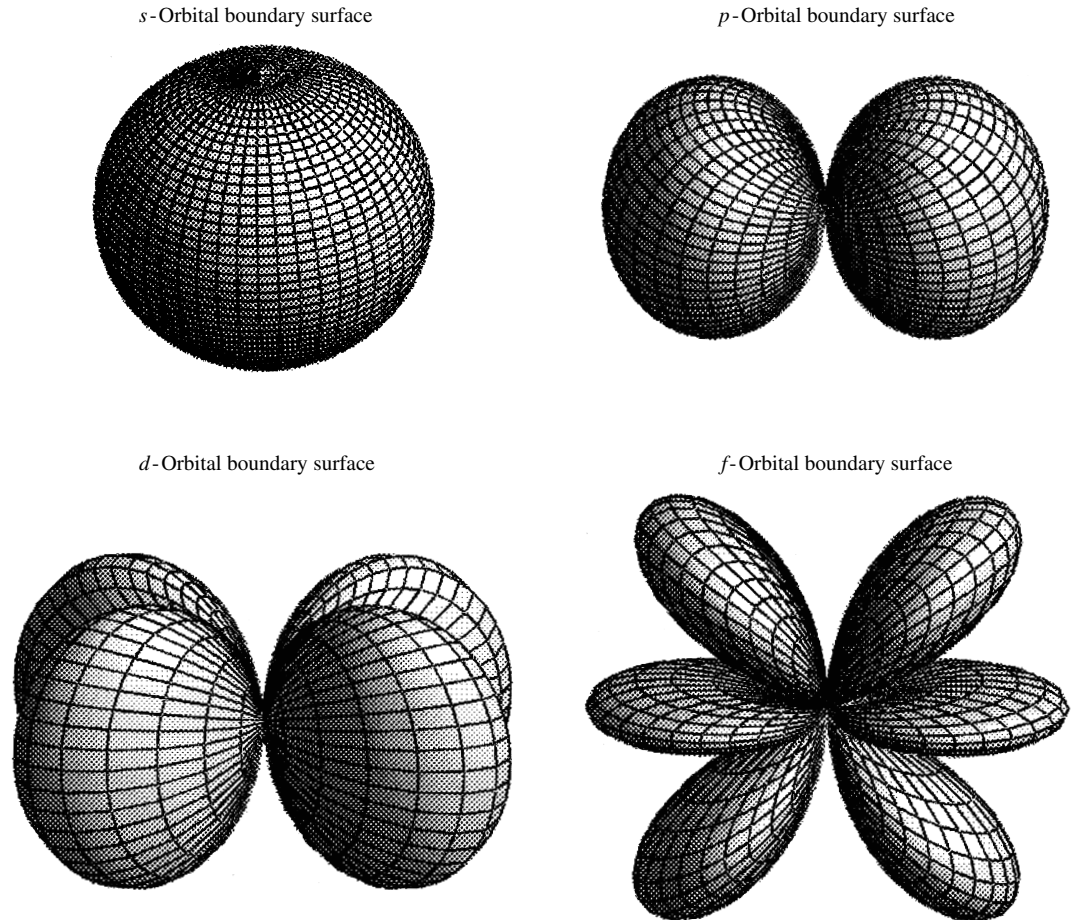 s-Orbital boundary surface
p-Orbital boundary surface
d-Orbital boundary surface
f-Orbital boundary surface